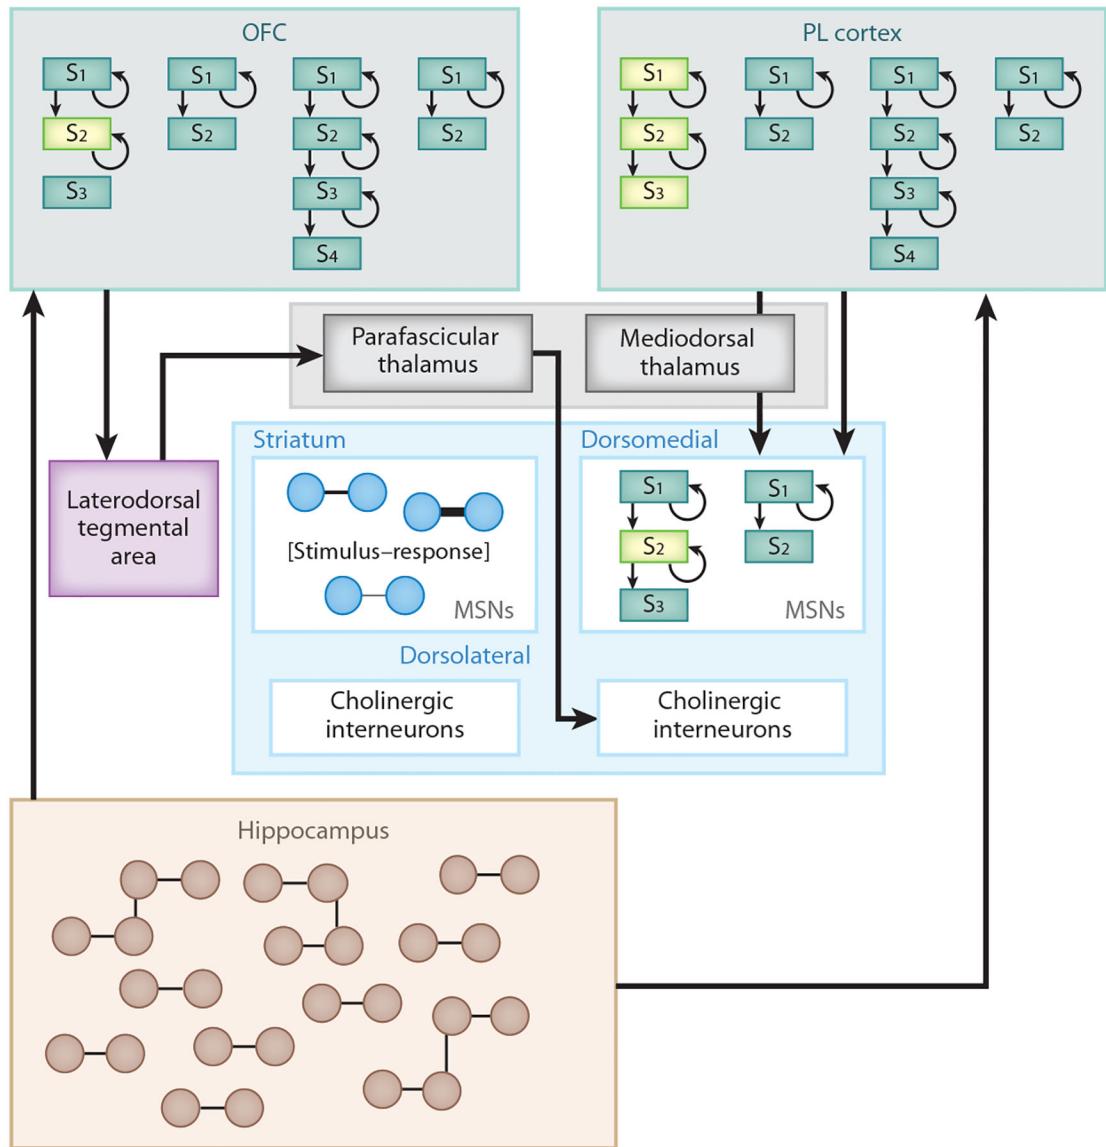 OFC
S1
S1
S1
S1
S2
S2
S2
S2
S3
S3
S4
PL cortex
S1
S1
S1
S1
S2
S2
S2
S2
S3
S3
S4
Parafascicular
thalamus
Mediodorsal
thalamus
Laterodorsal
tegmental
area
Striatum
[Stimulus–response]
MSNs
Dorsomedial
S1
S1
S2
S2
S3
MSNs
Dorsolateral
Cholinergic
interneurons
Cholinergic
interneurons
Hippocampus